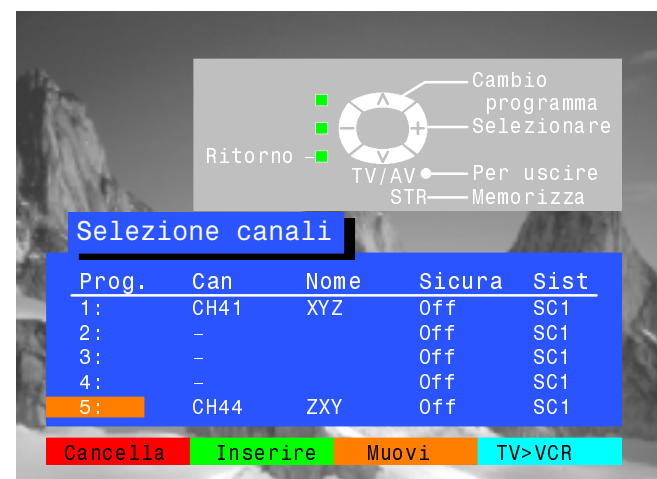 Cambio
programma
Selezionare
Ritorno
TV/AV
Per uscire
STR
Memorizza
Selezione canali
Prog. Can Nome Sicura Sist
1: CH41 XYZ Off SC1
2: – Off SC1
3: – Off SC1
4: – Off SC1
5: CH44 ZXY Off SC1
Cancella Inserire Muovi TV>VCR